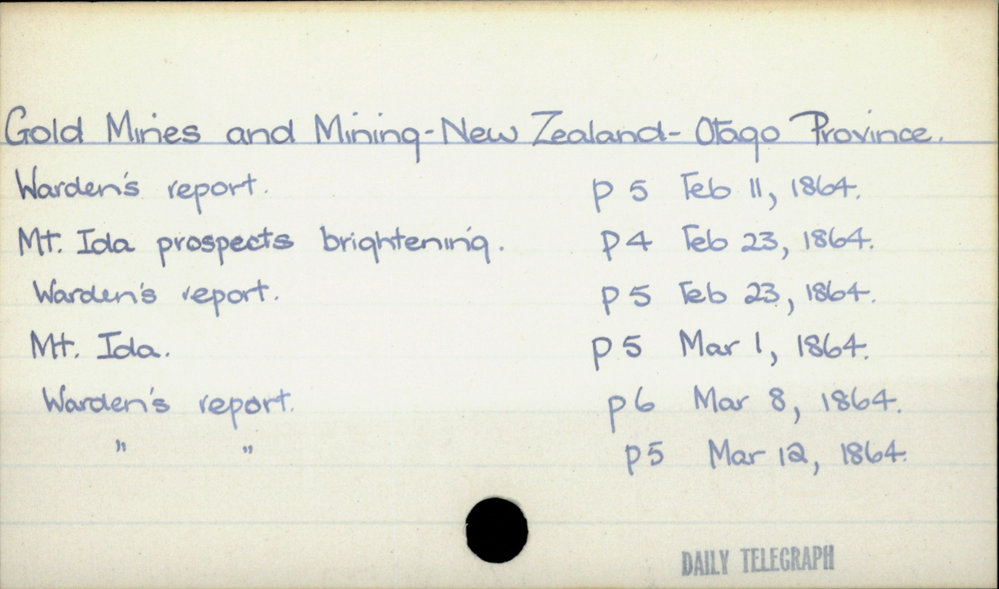 Gold Mines and Mining-New Zealand- Otago Province.
Warden's report. p 5 Feb 11, 1864.
Mt. Ida prospects brightening. p 4 Feb 23, 1864.
Warden's report. p 5 Feb 23, 1864.
Mt. Ida. p 5 Mar 1, 1864.
Warden's report. p 6 Mar 8, 1864.
" " p 5 Mar 12, 1864.
DAILY TELEGRAPH